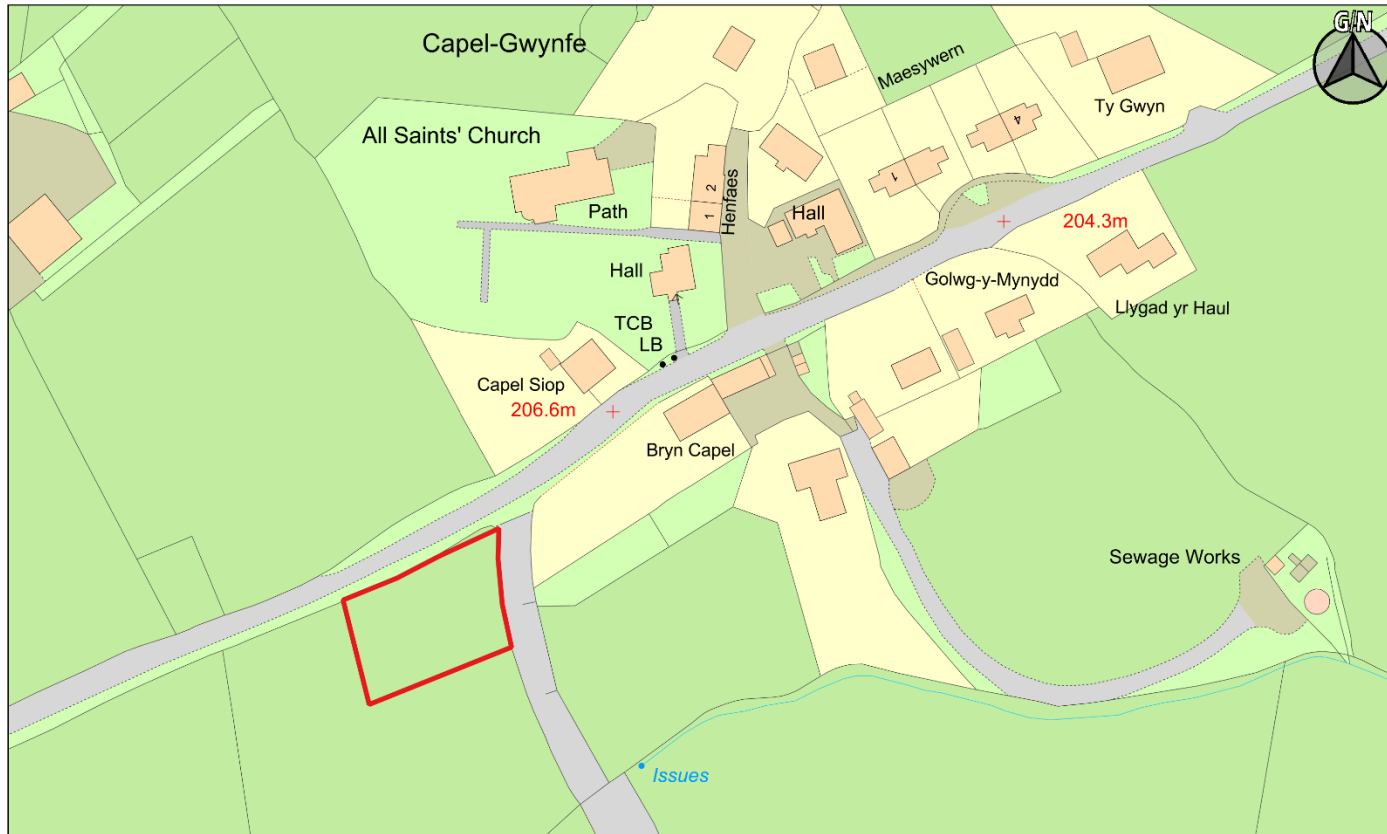 G/N
Capel-Gwynfe
Maesywern
Ty Gwyn
All Saints' Church
4
1
2
1
Henfaes
Hall
Path
204.3m
Hall
Golwg-y-Mynydd
Llygad yr Haul
TCB
LB
Capel Siop
206.6m
Bryn Capel
Sewage Works
Issues